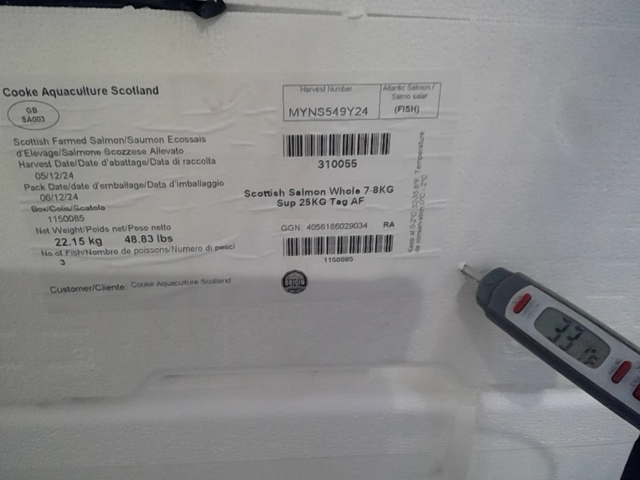 Cooke Aquaculture Scotland
GB
SA003
Scottish Farmed Salmon/Saumon Ecossais
d'Elevage/Salmone Scozzese Allevato
Harvest Date/Date d'abattage/Data di raccolta
05/12/24
Pack Date/date d'emballage/Data d'imballaggio
06/12/24
Box/Colis/Scatola
1150085
Net Weight/Poids net/Peso netto
22.15 kg 48.83 lbs
No of Fish/Nombre de poissons/Numero di pesci
3
Customer/Cliente: Cooke Aquaculture Scotland
Harvest Number
MYNS549Y24
Atlantic Salmon /
Salmo salar
(FISH)
310055
Scottish Salmon Whole 7-8KG
Sup 25KG Tag AF
GGN: 4056186029034 RA
1150085
ORIGIN
33.1